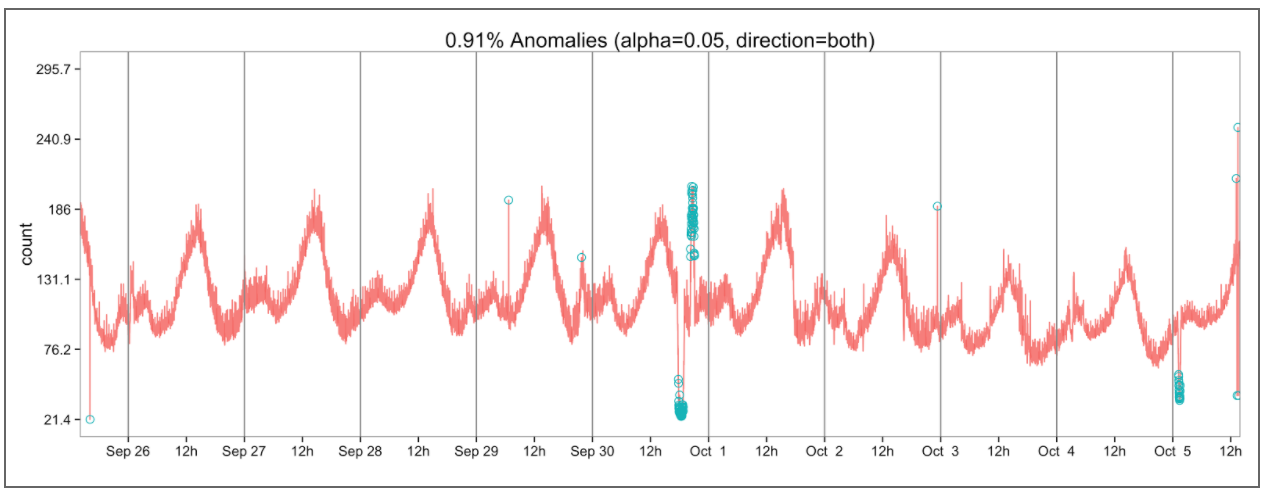 0.91% Anomalies (alpha=0.05, direction=both)
295.7
240.9
186
131.1
76.2
21.4
count
Sep 26 12h Sep 27 12h Sep 28 12h Sep 29 12h Sep 30 12h Oct 1 12h Oct 2 12h Oct 3 12h Oct 4 12h Oct 5 12h